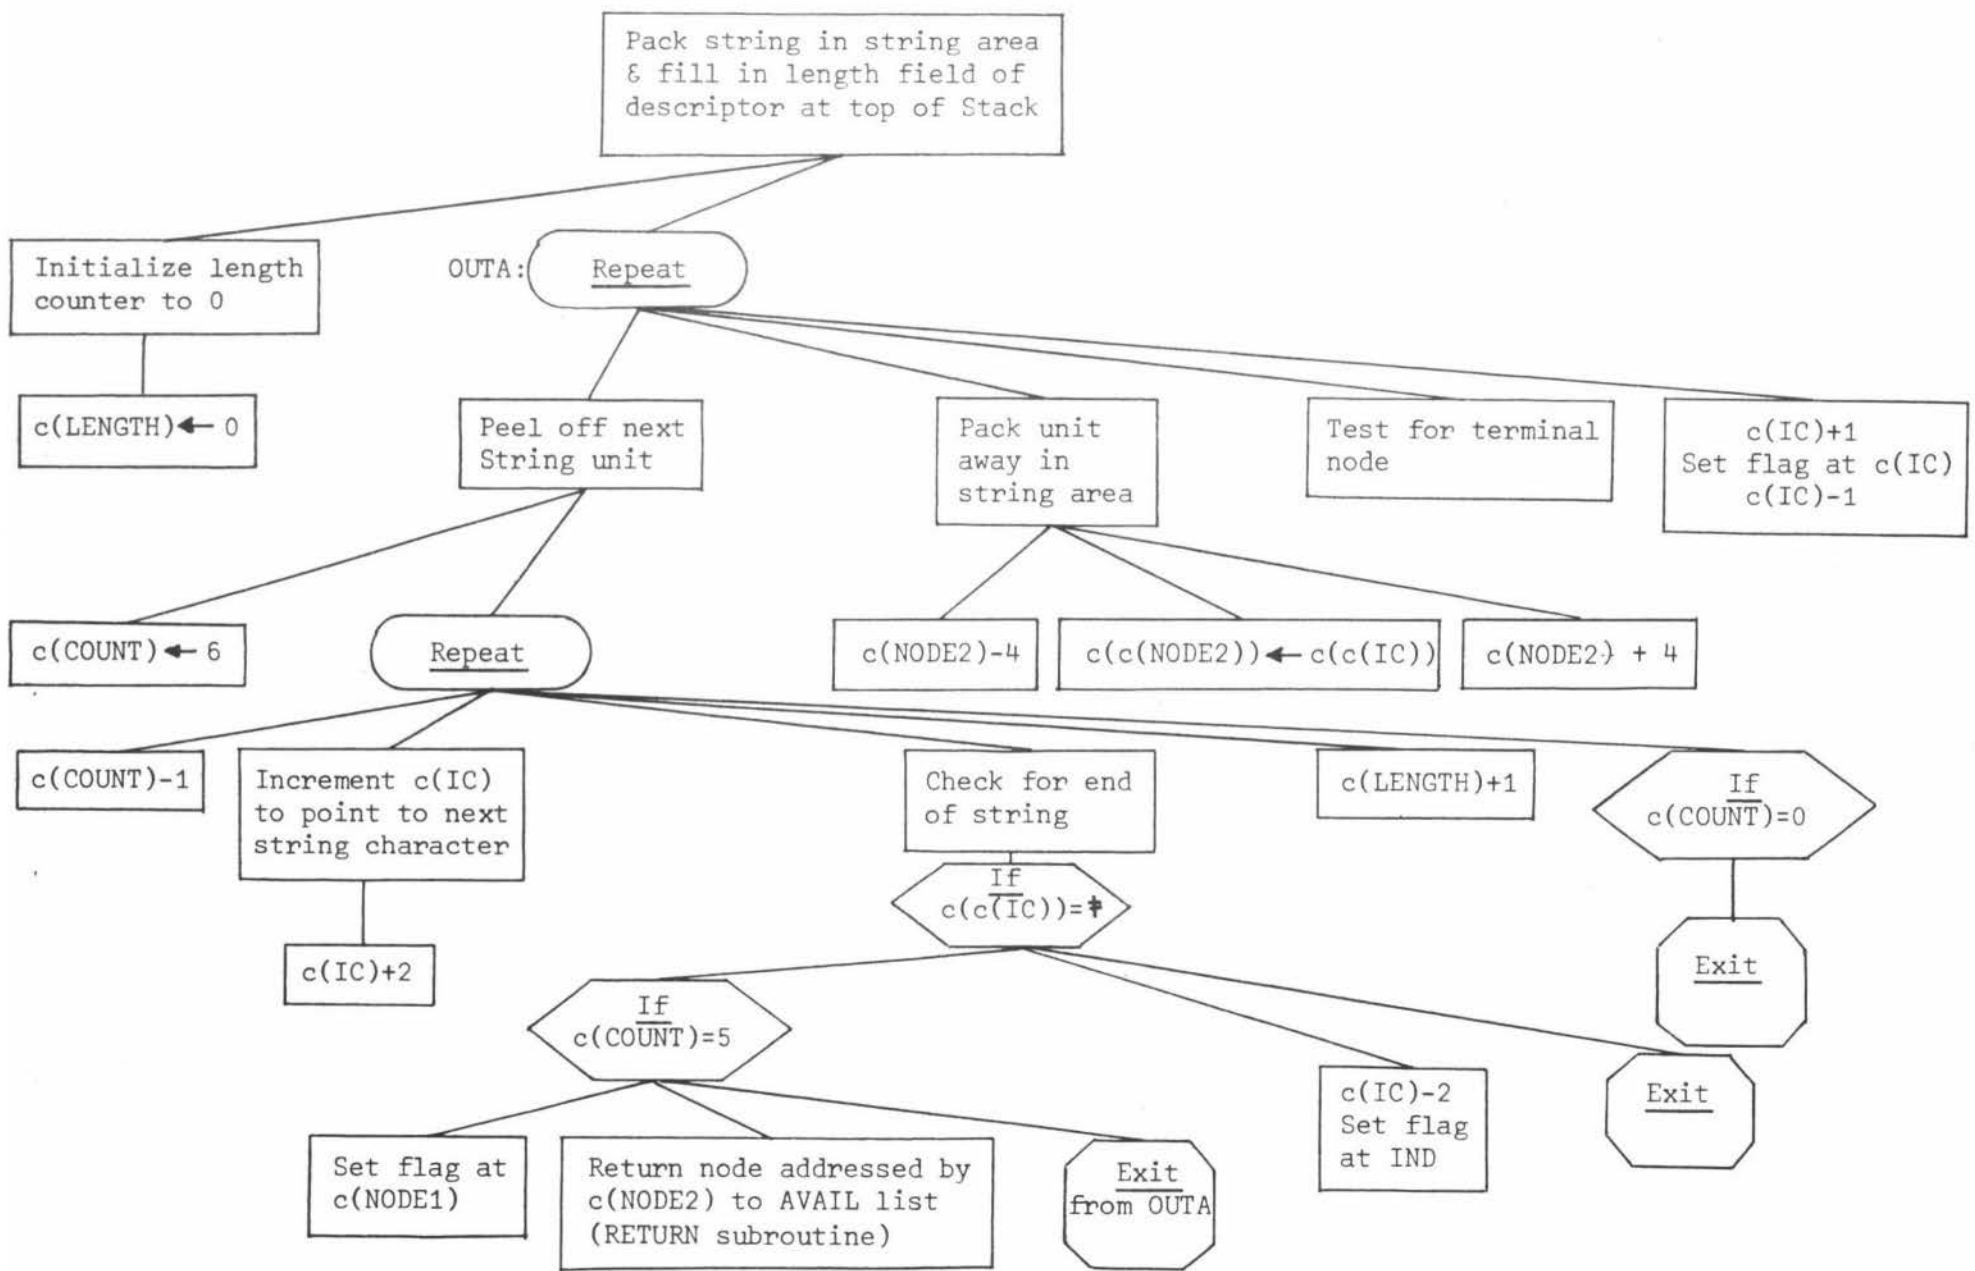 Pack string in string area
& fill in length field of
descriptor at top of Stack
Initialize length
counter to 0
OUTA:
Repeat
c(LENGTH)← 0
Peel off next
String unit
Pack unit
away in
string area
Test for terminal
node
c(IC)+1
Set flag at c(IC)
c(IC)-1
c(COUNT)← 6
Repeat
c(NODE2)-4
c(c(NODE2))← c(c(IC))
c(NODE2) + 4
c(COUNT)-1
Increment c(IC)
to point to next
string character
Check for end
of string
c(LENGTH)+1
If
c(COUNT)=0
If
c(c(IC))=‡
c(IC)+2
Exit
If
c(COUNT)=5
c(IC)-2
Set flag
at IND
Exit
Set flag at
c(NODE1)
Return node addressed by
c(NODE2) to AVAIL list
(RETURN subroutine)
Exit
from OUTA